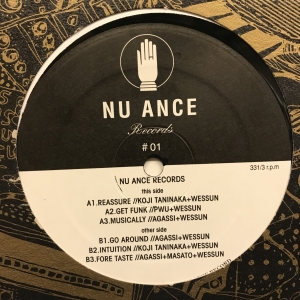 NU ANCE
Records
#01
NU ANCE RECORDS
331/3 r.p.m
this side
A1.REASSURE //KOJI TANINAKA+WESSUN
A2.GET FUNK //PWU+WESSUN
A3.MUSICALLY //AGASSI+WESSUN
other side
B1.GO AROUND //AGASSI+WESSUN
B2.INTUITION //KOJI TANINAKA+WESSUN
B3.FORE TASTE //AGASSI+MASATO+WESSUN